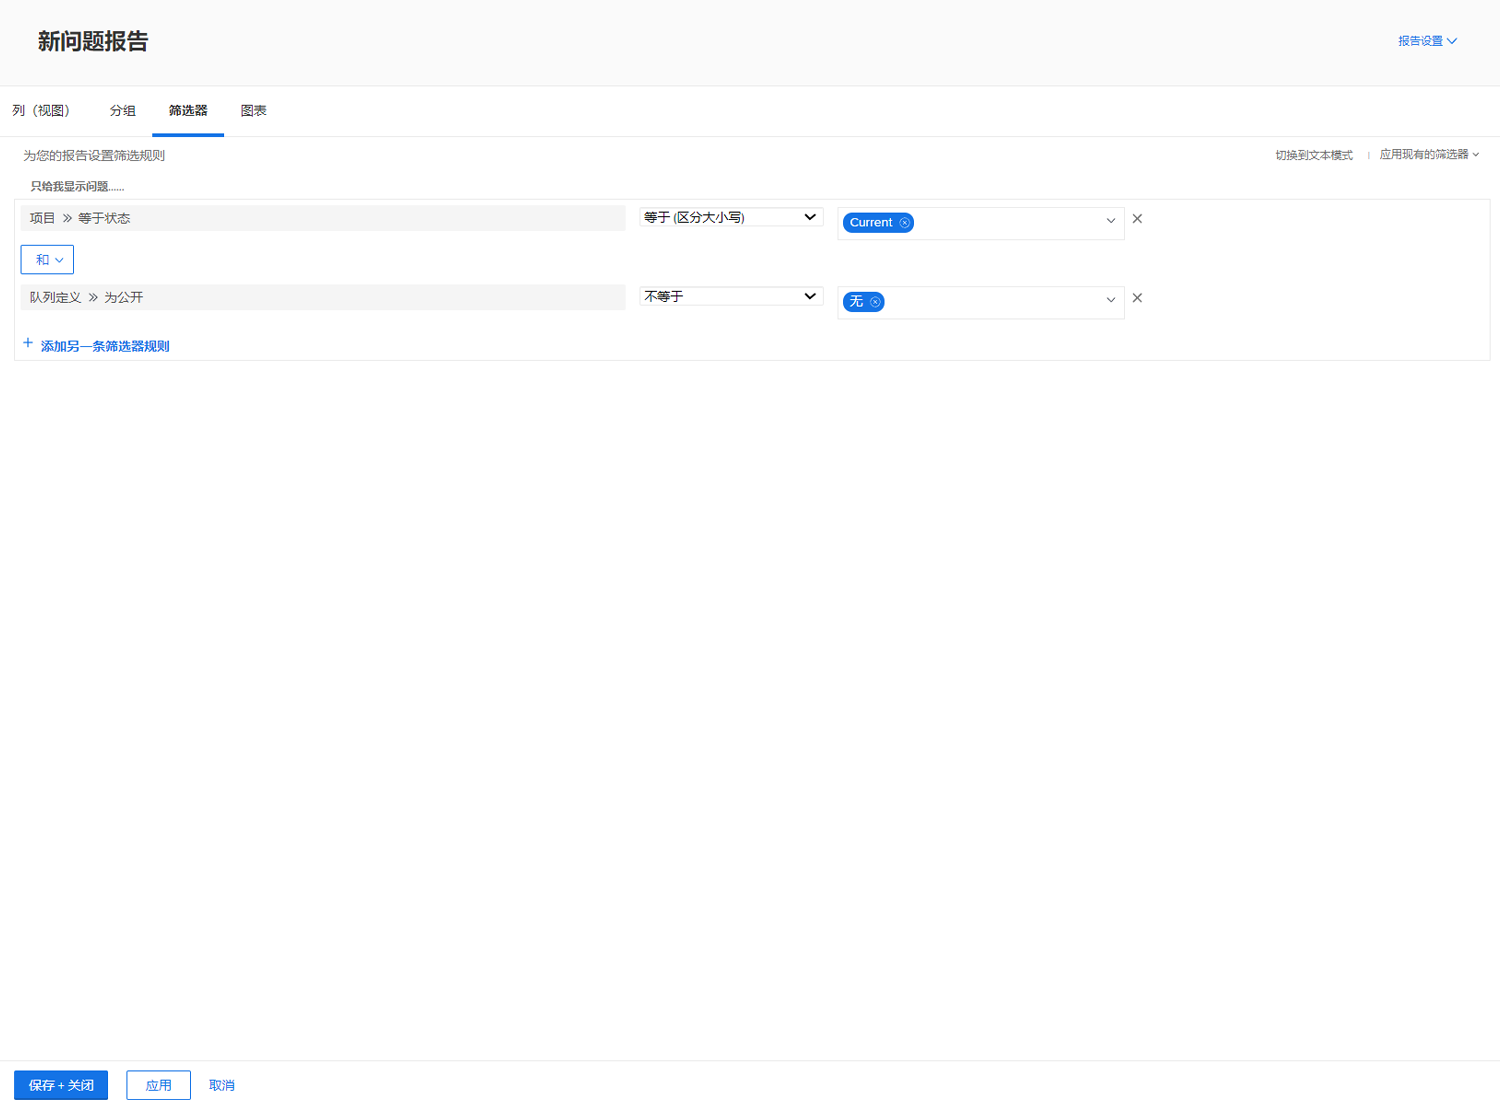 新问题报告
报告设置
列（视图） 分组 筛选器 图表
为您的报告设置筛选规则 切换到文本模式 应用现有的筛选器
只给我显示问题......
项目 » 等于状态 等于 (区分大小写) Current
和
队列定义 » 为公开 不等于 无
+ 添加另一条筛选器规则
保存 + 关闭 应用 取消